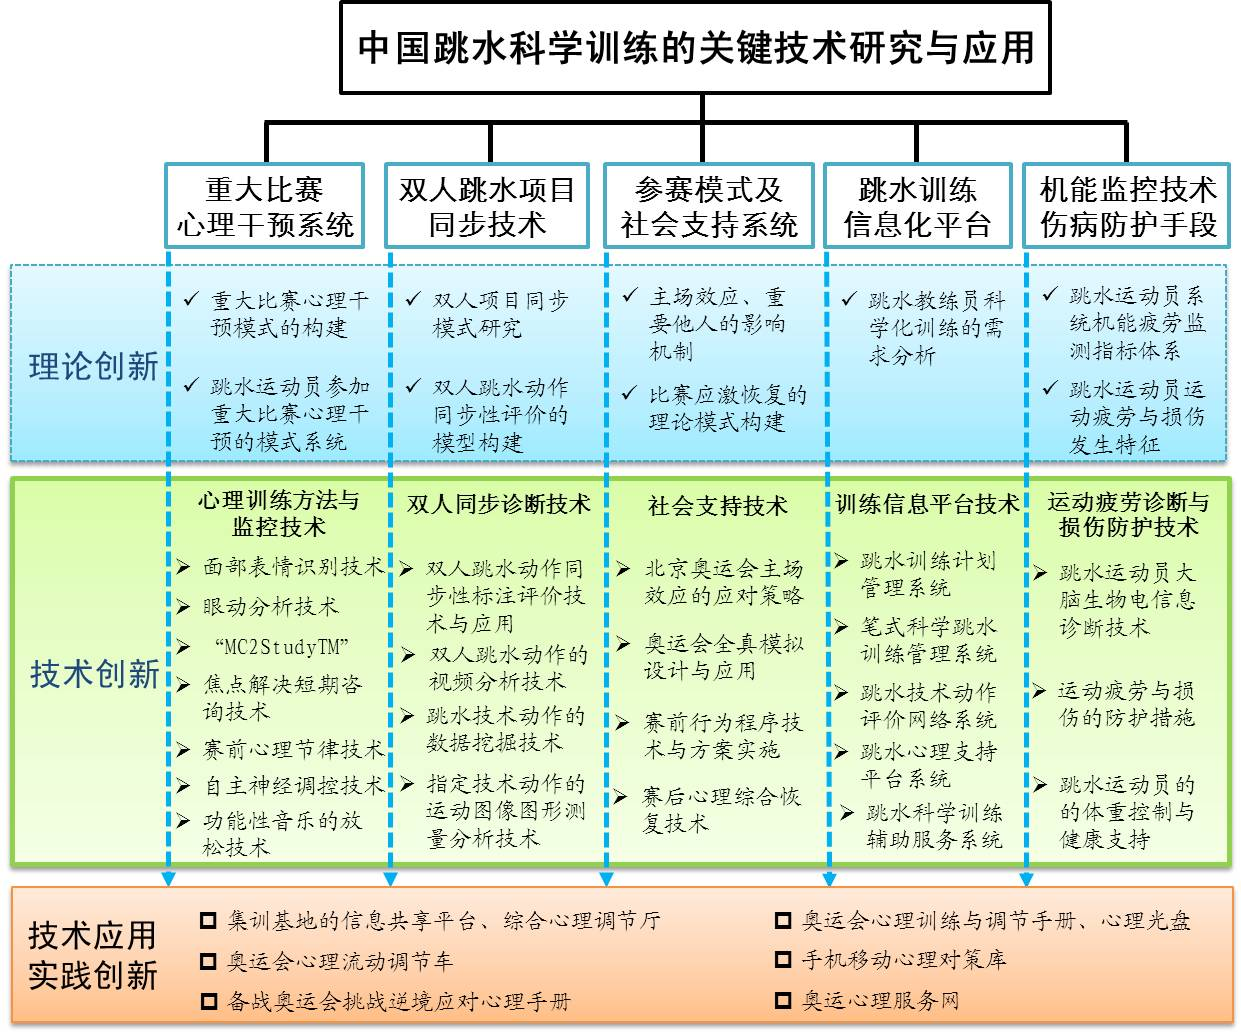 中国跳水科学训练的关键技术研究与应用
重大比赛
心理干预系统
双人跳水项目
同步技术
参赛模式及
社会支持系统
跳水训练
信息化平台
机能监控技术
伤病防护手段
理论创新
重大比赛心理干
预模式的构建
跳水运动员参加
重大比赛心理干
预的模式系统
双人项目同步
模式研究
双人跳水动作
同步性评价的
模型构建
主场效应、重
要他人的影响
机制
比赛应激恢复的
理论模式构建
跳水教练员科
学化训练的需
求分析
跳水运动员系
统机能疲劳监
测指标体系
跳水运动员运
动疲劳与损伤
发生特征
技术创新
心理训练方法与
监控技术
面部表情识别技术
眼动分析技术
“MC2StudyTM”
焦点解决短期咨
询技术
赛前心理节律技术
自主神经调控技术
功能性音乐的放
松技术
双人同步诊断技术
双人跳水动作同
步性标注评价技
术与应用
双人跳水动作的
视频分析技术
跳水技术动作的
数据挖掘技术
指定技术动作的
运动图像图形测
量分析技术
社会支持技术
北京奥运会主场
效应的应对策略
奥运会全真模拟
设计与应用
赛前行为程序技
术与方案实施
赛后心理综合恢
复技术
训练信息平台技术
跳水训练计划
管理系统
笔式科学跳水
训练管理系统
跳水技术动作
评价网络系统
跳水心理支持
平台系统
跳水科学训练
辅助服务系统
运动疲劳诊断与
损伤防护技术
跳水运动员大
脑生物电信息
诊断技术
运动疲劳与损
伤的防护措施
跳水运动员的
的体重控制与
健康支持
技术应用
实践创新
集训基地的信息共享平台、综合心理调节厅
奥运会心理流动调节车
备战奥运会挑战逆境应对心理手册
奥运会心理训练与调节手册、心理光盘
手机移动心理对策库
奥运心理服务网